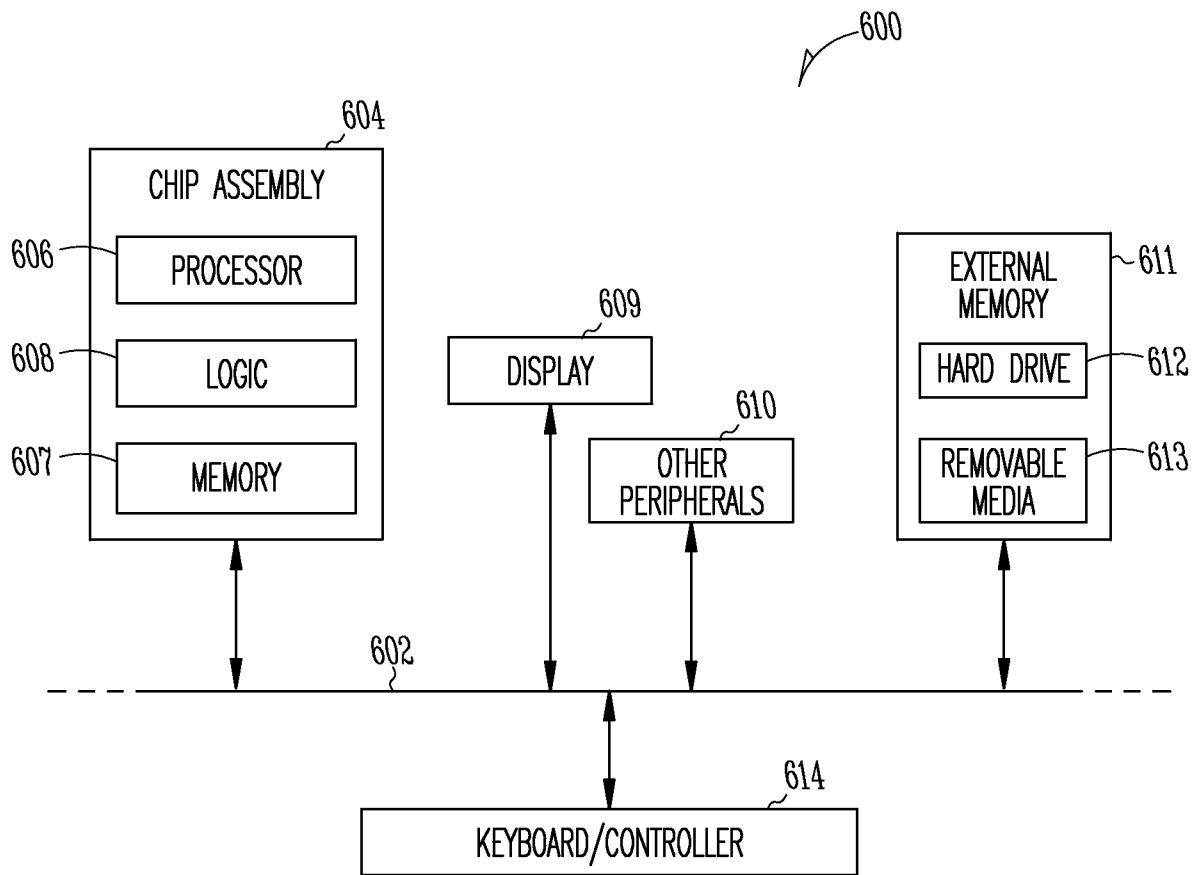 600
604
CHIP ASSEMBLY
606
PROCESSOR
608
LOGIC
607
MEMORY
609
DISPLAY
610
OTHER
PERIPHERALS
611
EXTERNAL
MEMORY
612
HARD DRIVE
613
REMOVABLE
MEDIA
602
614
KEYBOARD/CONTROLLER